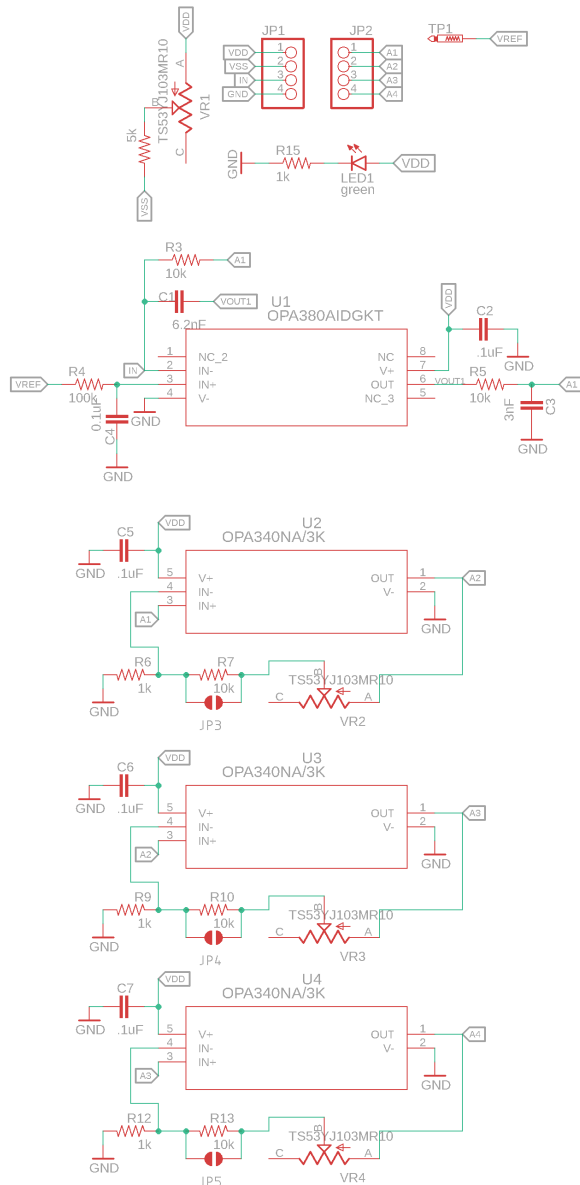 VDD
A
TS53YJ103MR10
VR1
B
C
5k
VSS
JP1
VDD 1
VSS 2
IN 3
GND 4
JP2
1 A1
2 A2
3 A3
4 A4
TP1
VREF
GND
R15
1k
LED1
green
VDD
R3
10k
A1
C1
6.2nF
VOUT1
U1
OPA380AIDGKT
1 NC_2
2 IN-
3 IN+
4 V-
NC 8
V+ 7
OUT 6
NC_3 5
IN
VREF
R4
100k
0.1uF
C4
GND
GND
VDD
C2
.1uF
GND
VOUT1
R5
10k
A1
3nF
C3
GND
U2
OPA340NA/3K
VDD
C5
.1uF
GND
5 V+
4 IN-
3 IN+
OUT 1
V- 2
A1
A2
GND
R6
1k
GND
R7
10k
JP3
B
TS53YJ103MR10
C
A
VR2
U3
OPA340NA/3K
VDD
C6
.1uF
GND
5 V+
4 IN-
3 IN+
OUT 1
V- 2
A2
A3
GND
R9
1k
GND
R10
10k
JP4
B
TS53YJ103MR10
C
A
VR3
U4
OPA340NA/3K
VDD
C7
.1uF
GND
5 V+
4 IN-
3 IN+
OUT 1
V- 2
A3
A4
GND
R12
1k
GND
R13
10k
JP5
B
TS53YJ103MR10
C
A
VR4